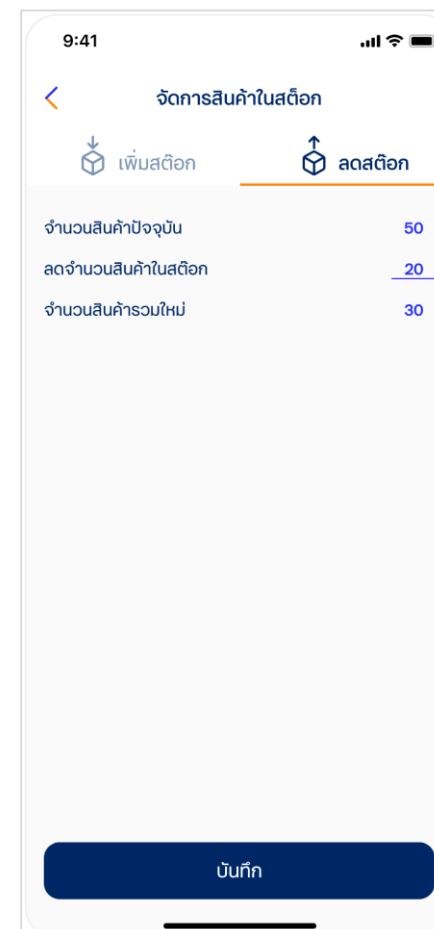 9:41
จัดการสินค้าในสต็อก
เพิ่มสต๊อก ลดสต๊อก
จำนวนสินค้าปัจจุบัน 50
ลดจำนวนสินค้าในสต๊อก 20
จำนวนสินค้ารวมใหม่ 30
บันทึก